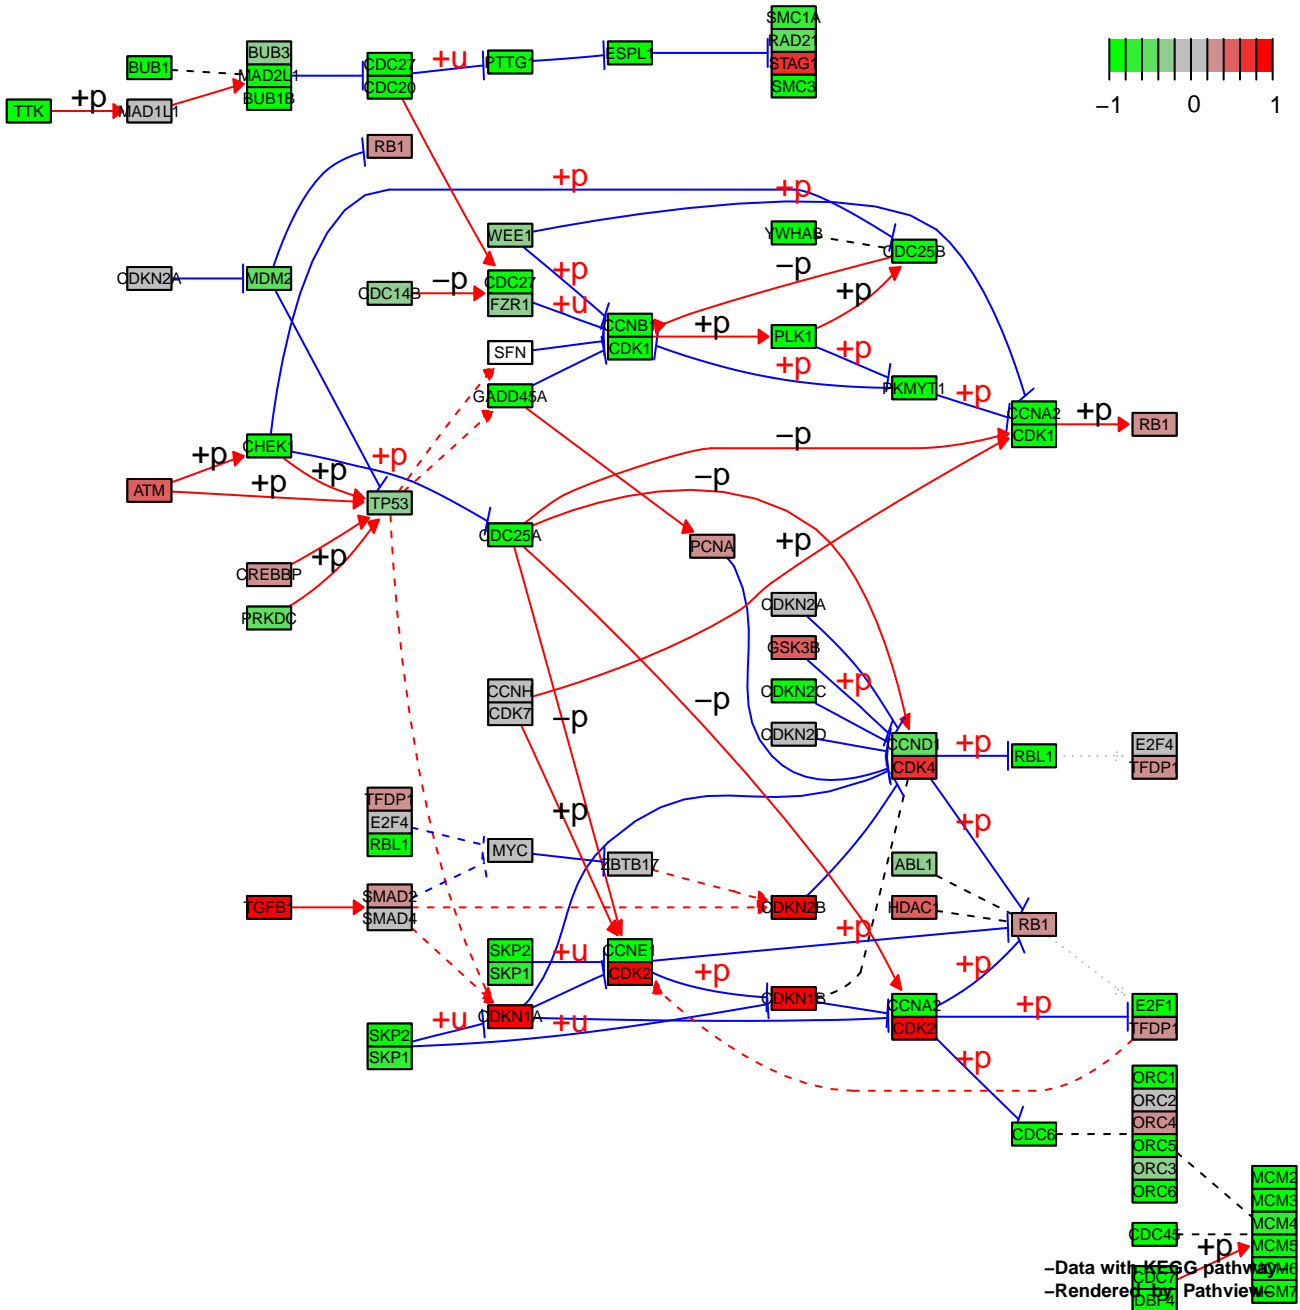 SMC1A
BUB3
RAD21
BUB1
MAD2L1
CDC27
+u
PTTG1
ESPL1
STAG1
CDC20
BUB1B
SMC3
–1
0
1
TTK
+p
MAD1L1
RB1
+p
+p
WEE1
YWHAB
CDC25B
CDKN2A
MDM2
CDC14B
–p
CDC27
FZR1
+p
+u
–p
+p
CCNB1
CDK1
+p
PLK1
SFN
+p
+p
GADD45A
PKMYT1
+p
CCNA2
CDK1
+p
RB1
CHEK1
–p
+p
+p
+p
–p
ATM
+p
TP53
CDC25A
PCNA
+p
CREBBP
+p
PRKDC
CDKN2A
GSK3B
CCNH
CDK7
–p
–p
CDKN2C
+p
CDKN2D
CCND1
CDK4
+p
RBL1
E2F4
TFDP1
TFDP1
E2F4
RBL1
+p
+p
MYC
ZBTB17
ABL1
TGFB1
SMAD2
SMAD4
CDKN2B
HDAC1
RB1
SKP2
SKP1
+u
CCNE1
CDK2
+p
+p
+p
CDKN1B
CCNA2
CDK2
+p
E2F1
TFDP1
CDKN1A
+u
+u
SKP2
SKP1
+p
ORC1
ORC2
ORC4
ORC5
ORC3
ORC6
CDC6
MCM2
MCM3
MCM4
MCM5
MCM6
MCM7
CDC45
+p
CDC7
DBF4
–Data with KEGG pathway–
–Rendered by Pathview–